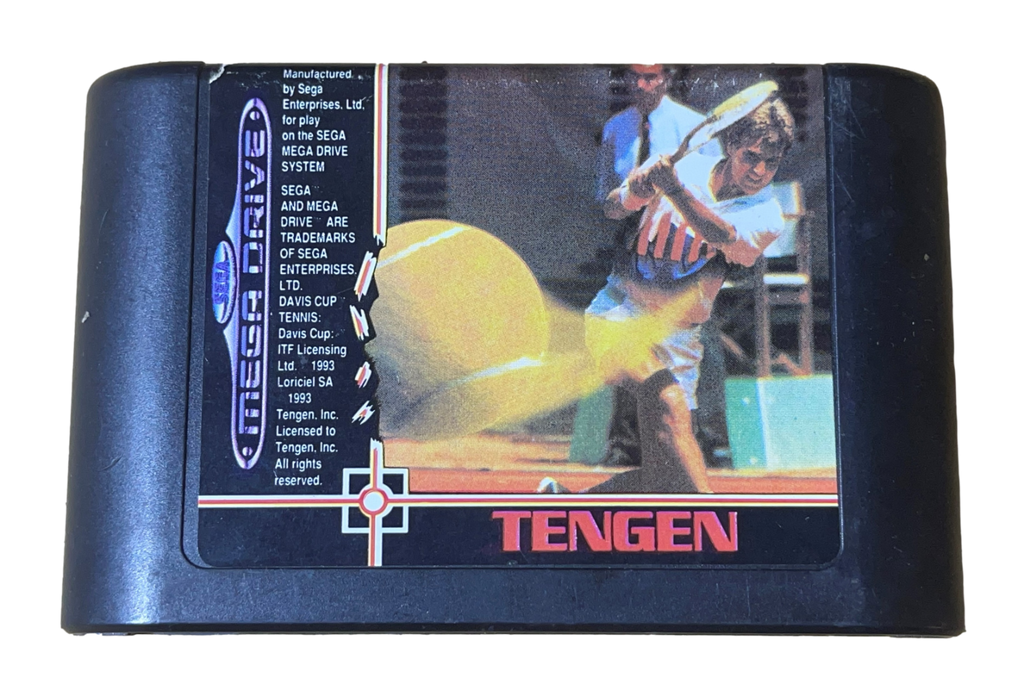 Manufactured
by Sega
Enterprises. Ltd.
for play
on the SEGA
MEGA DRIVE
SYSTEM
SEGA
AND MEGA
DRIVE ARE
TRADEMARKS
OF SEGA
ENTERPRISES.
LTD.
DAVIS CUP
TENNIS:
Davis Cup:
ITF Licensing
Ltd. 1993
Loriciel SA
1993
Tengen, Inc.
Licensed to
Tengen, Inc.
All rights
reserved.
SEGA
MEGA DRIVE
TENGEN